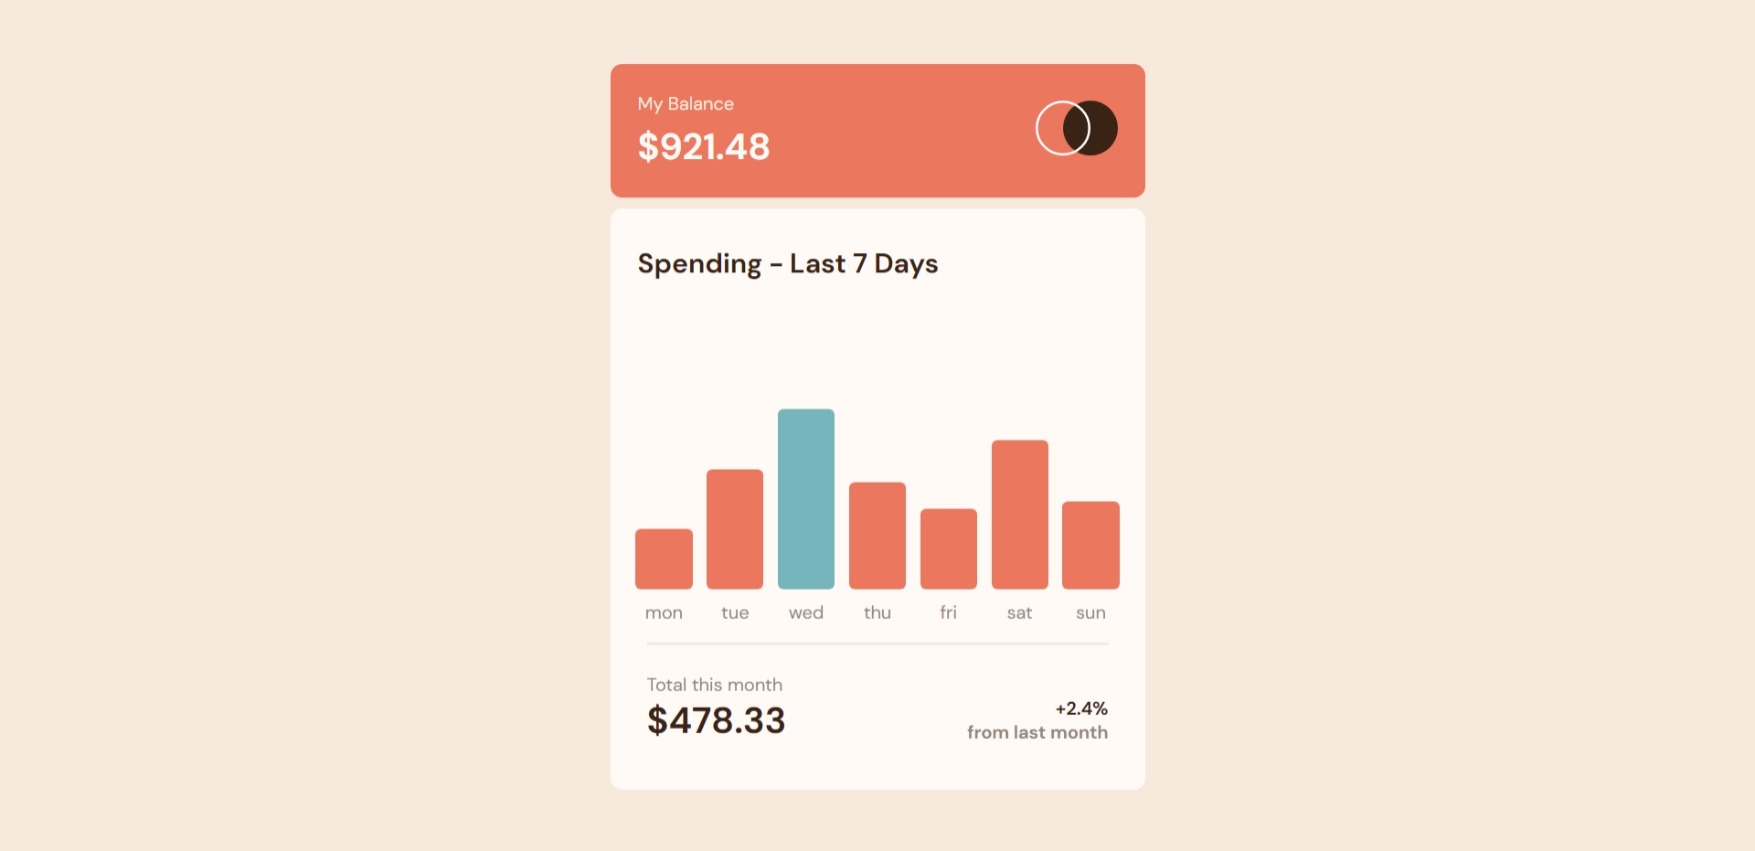 My Balance
$921.48
Spending - Last 7 Days
mon tue wed thu fri sat sun
Total this month
$478.33
+2.4%
from last month